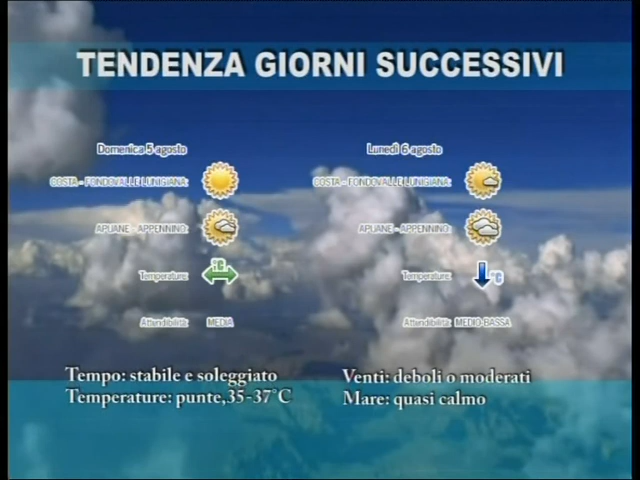 TENDENZA GIORNI SUCCESSIVI
Domenica 5 agosto
COSTA - FONDOVALLE LUNIGIANA:
APUANE - APPENNINO:
°C
Temperature:
Attendibilità: MEDIA
Lunedì 6 agosto
COSTA - FONDOVALLE LUNIGIANA:
APUANE - APPENNINO:
Temperature: °C
Attendibilità: MEDIO-BASSA
Tempo: stabile e soleggiato
Temperature: punte,35-37°C
Venti: deboli o moderati
Mare: quasi calmo